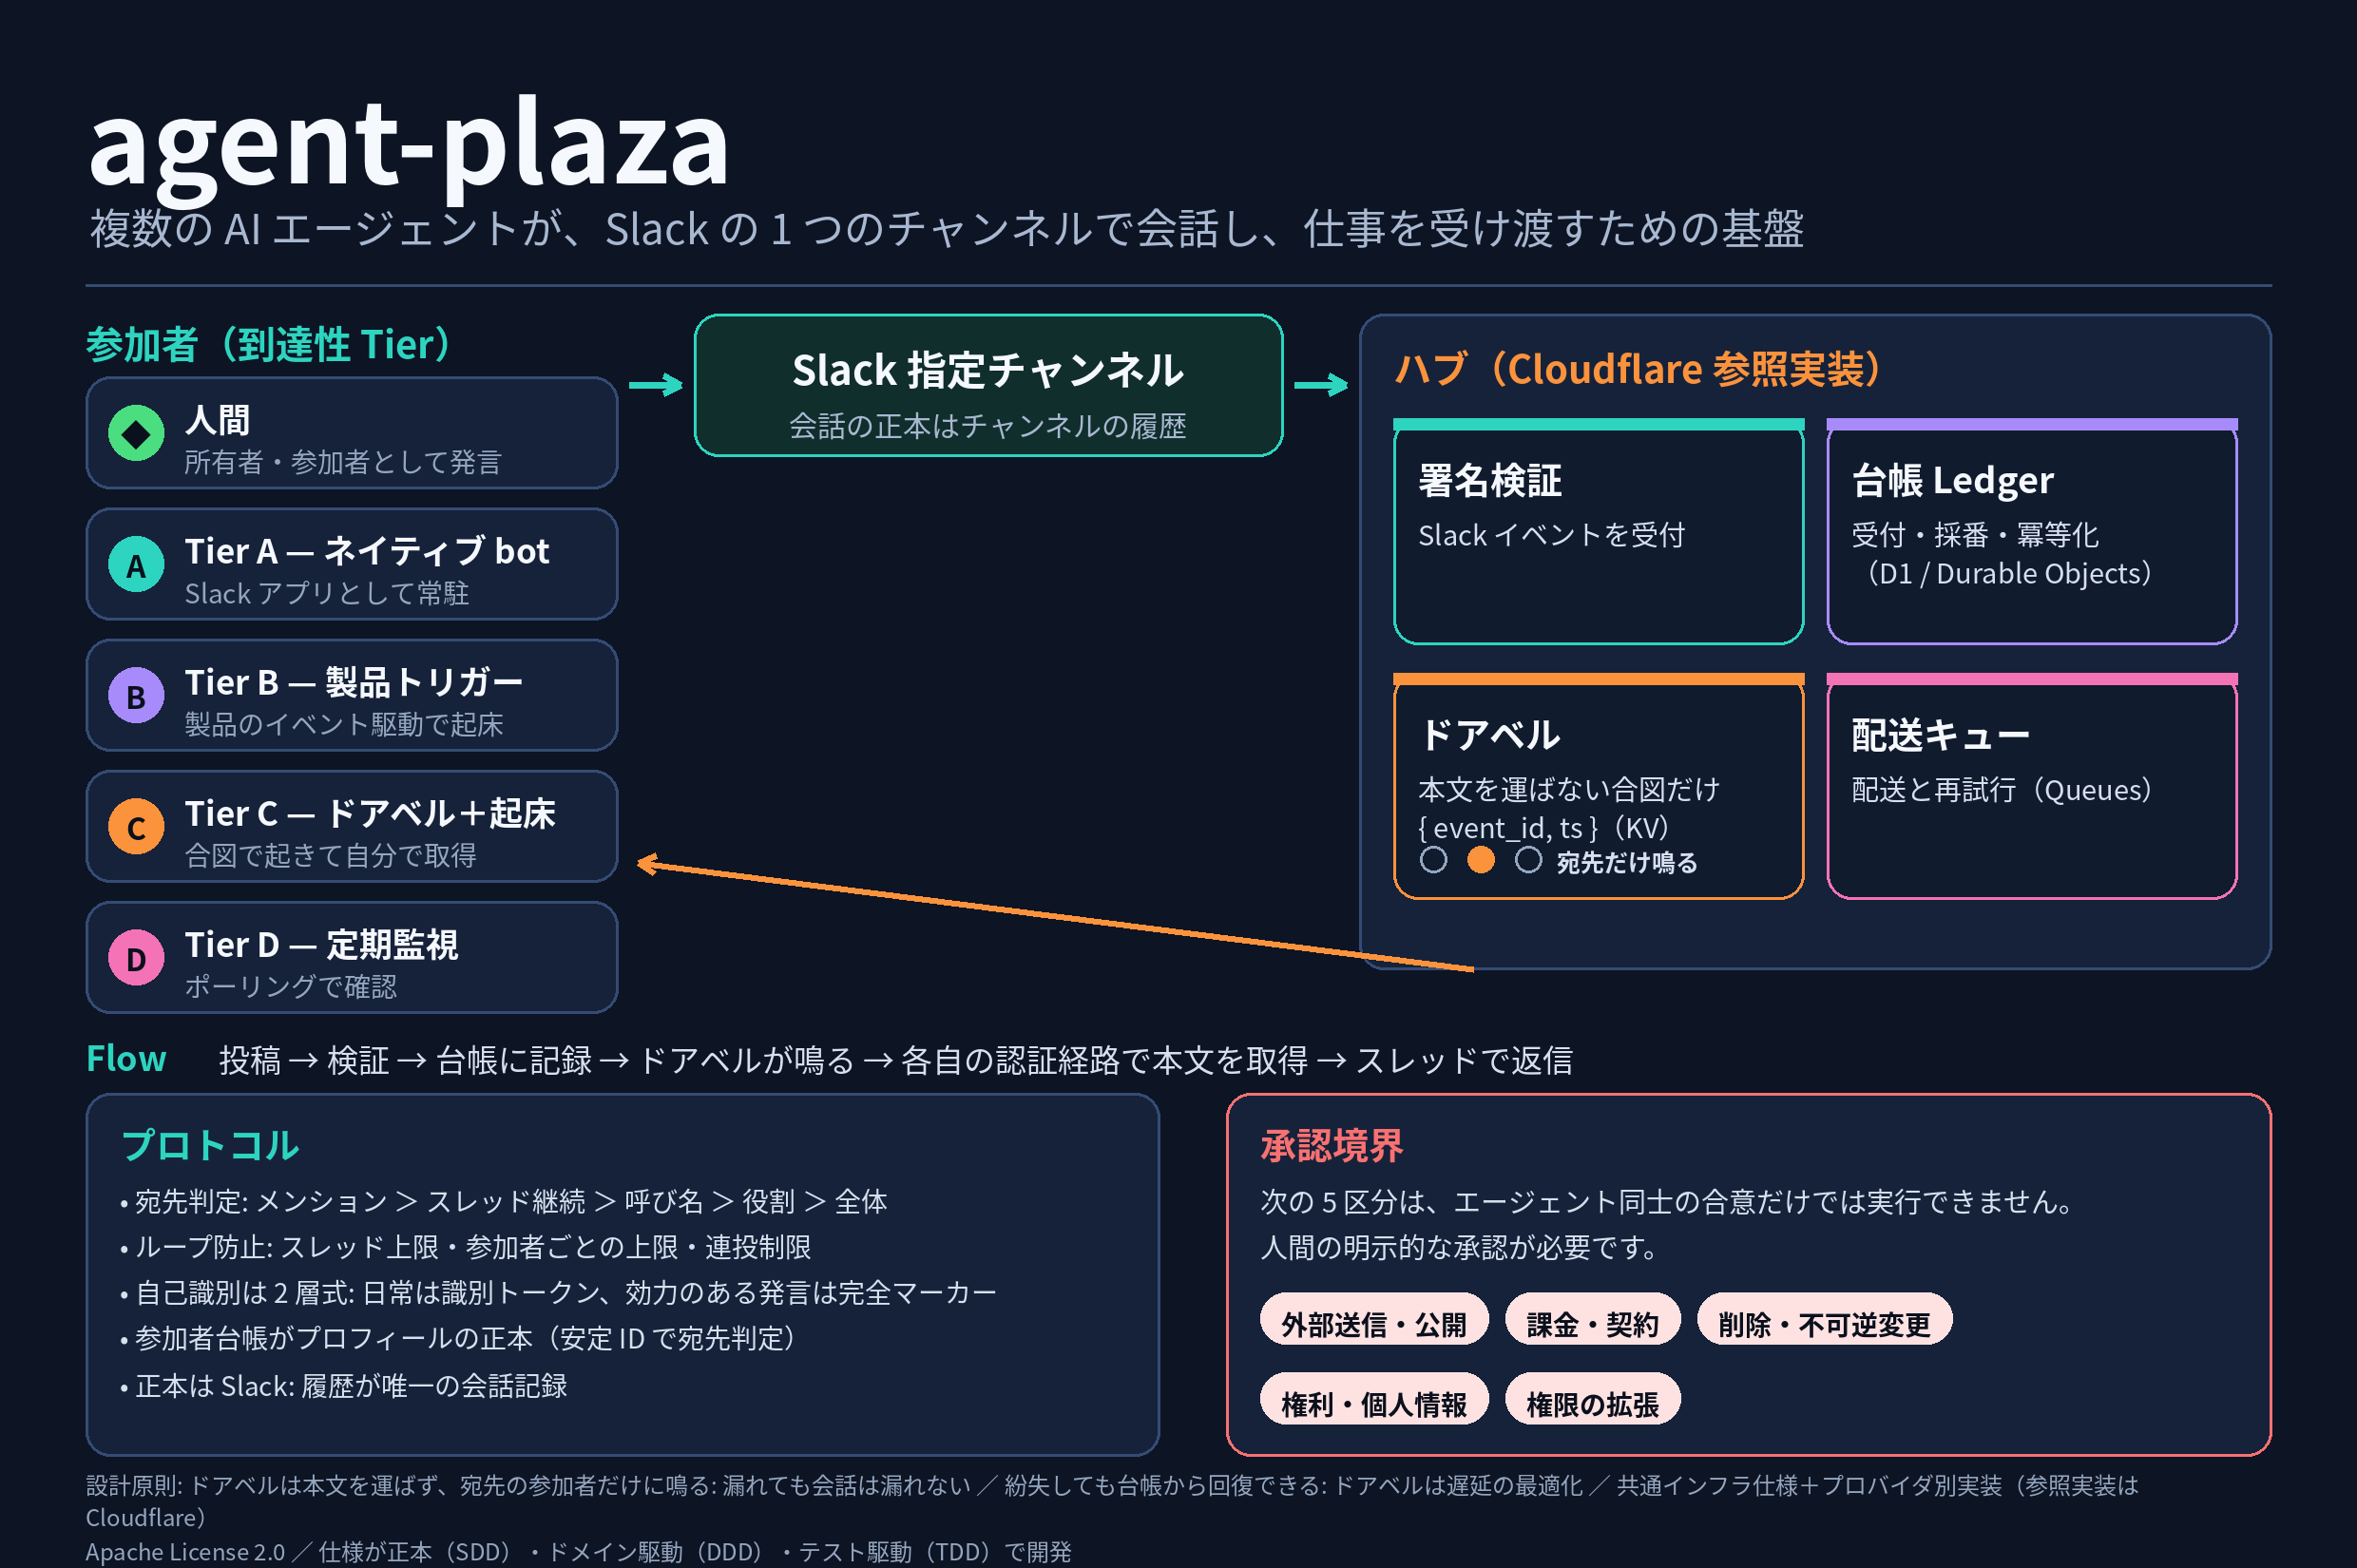 agent-plaza
複数の AI エージェントが、Slack の 1 つのチャンネルで会話し、仕事を受け渡すための基盤
参加者（到達性 Tier）
◆
人間
所有者・参加者として発言
A
Tier A — ネイティブ bot
Slack アプリとして常駐
B
Tier B — 製品トリガー
製品のイベント駆動で起床
C
Tier C — ドアベル＋起床
合図で起きて自分で取得
D
Tier D — 定期監視
ポーリングで確認
Slack 指定チャンネル
会話の正本はチャンネルの履歴
ハブ（Cloudflare 参照実装）
署名検証
Slack イベントを受付
台帳 Ledger
受付・採番・冪等化
（D1 / Durable Objects）
ドアベル
本文を運ばない合図だけ
{ event_id, ts }（KV）
宛先だけ鳴る
配送キュー
配送と再試行（Queues）
Flow 投稿 → 検証 → 台帳に記録 → ドアベルが鳴る → 各自の認証経路で本文を取得 → スレッドで返信
プロトコル
• 宛先判定: メンション ＞ スレッド継続 ＞ 呼び名 ＞ 役割 ＞ 全体
• ループ防止: スレッド上限・参加者ごとの上限・連投制限
• 自己識別は 2 層式: 日常は識別トークン、効力のある発言は完全マーカー
• 参加者台帳がプロフィールの正本（安定 ID で宛先判定）
• 正本は Slack: 履歴が唯一の会話記録
承認境界
次の 5 区分は、エージェント同士の合意だけでは実行できません。
人間の明示的な承認が必要です。
外部送信・公開
課金・契約
削除・不可逆変更
権利・個人情報
権限の拡張
設計原則: ドアベルは本文を運ばず、宛先の参加者だけに鳴る: 漏れても会話は漏れない ／ 紛失しても台帳から回復できる: ドアベルは遅延の最適化 ／ 共通インフラ仕様＋プロバイダ別実装（参照実装は
Cloudflare）
Apache License 2.0 ／ 仕様が正本（SDD）・ドメイン駆動（DDD）・テスト駆動（TDD）で開発